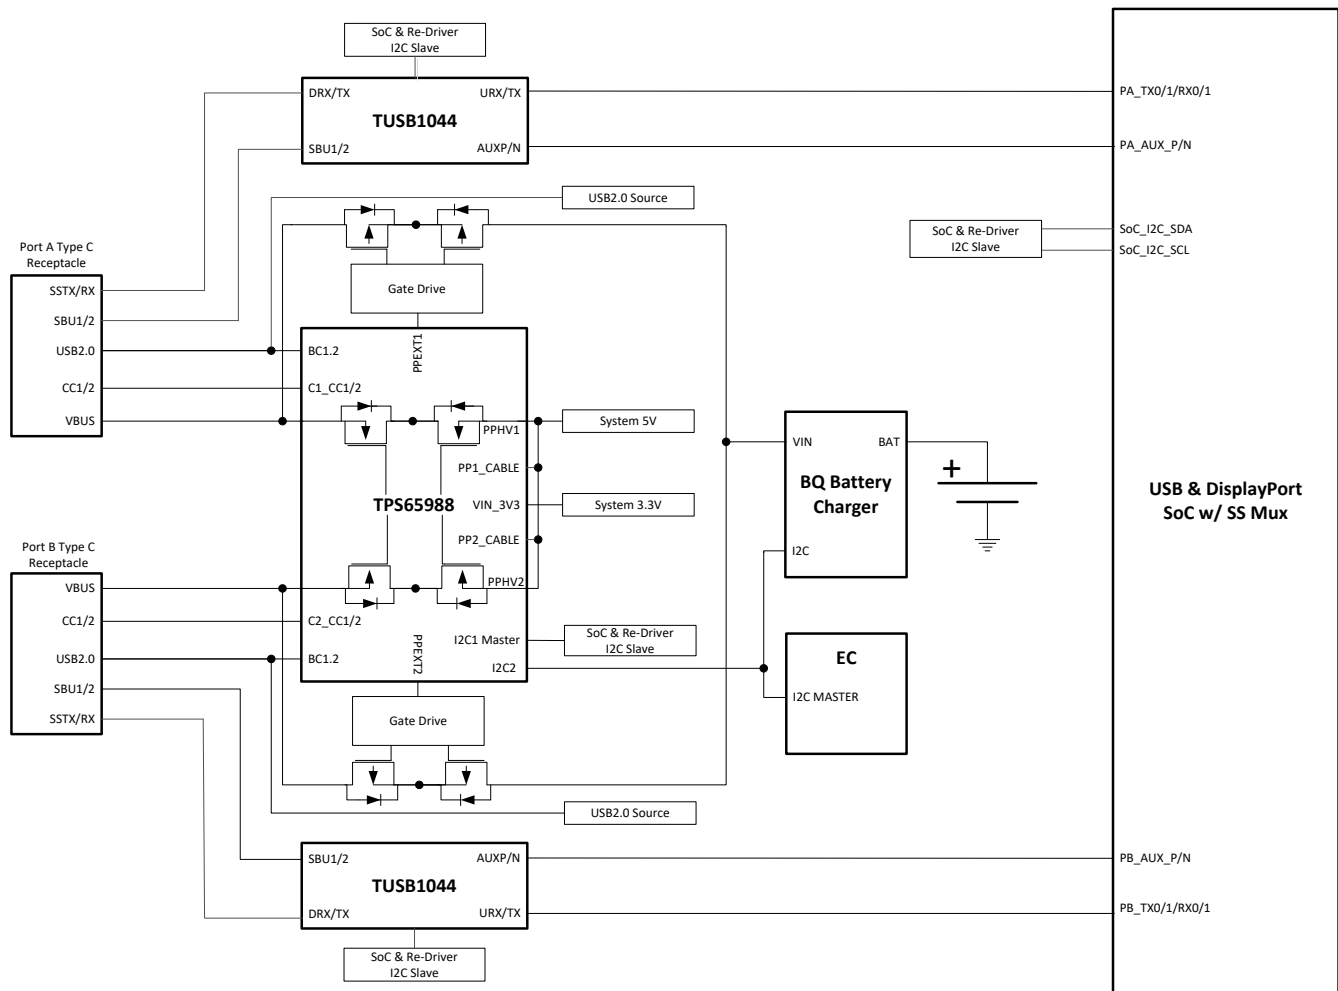 SoC & Re-Driver
I2C Slave
DRX/TX
URX/TX
TUSB1044
SBU1/2
AUXP/N
PA_TX0/1/RX0/1
PA_AUX_P/N
USB2.0 Source
SoC & Re-Driver
I2C Slave
SoC_I2C_SDA
SoC_I2C_SCL
Port A Type C
Receptacle
SSTX/RX
SBU1/2
USB2.0
CC1/2
VBUS
Gate Drive
PPEXT1
BC1.2
C1_CC1/2
PPHV1
System 5V
PP1_CABLE
TPS65988
VIN_3V3
System 3.3V
PP2_CABLE
PPHV2
VIN
BAT
BQ Battery
Charger
I2C
+
USB & DisplayPort
SoC w/ SS Mux
Port B Type C
Receptacle
VBUS
CC1/2
USB2.0
SBU1/2
SSTX/RX
C2_CC1/2
BC1.2
PPEXT2
I2C1 Master
SoC & Re-Driver
I2C Slave
I2C2
EC
I2C MASTER
Gate Drive
USB2.0 Source
SBU1/2
AUXP/N
TUSB1044
DRX/TX
URX/TX
PB_AUX_P/N
PB_TX0/1/RX0/1
SoC & Re-Driver
I2C Slave